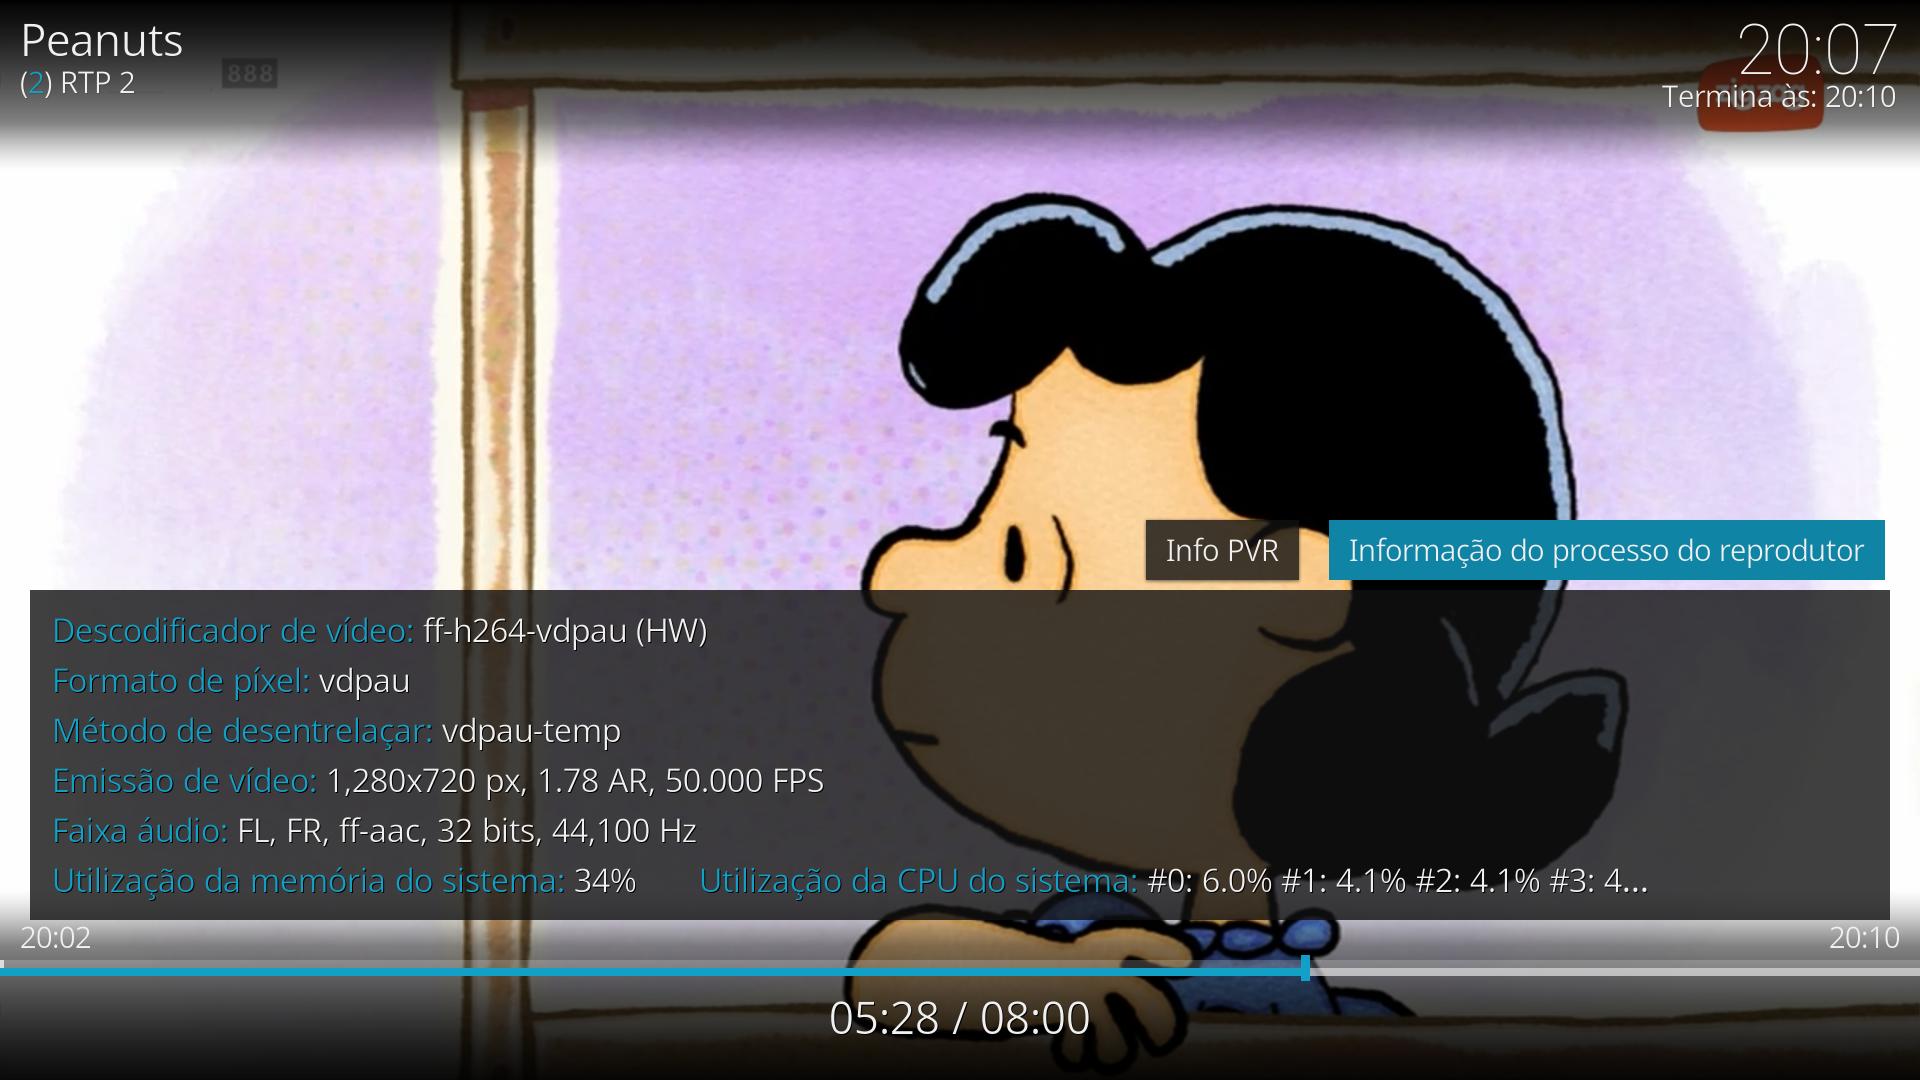 Peanuts
(2) RTP 2
888
20:07
Termina às: 20:10
Info PVR
Informação do processo do reprodutor
Descodificador de vídeo: ff-h264-vdpau (HW)
Formato de píxel: vdpau
Método de desentrelaçar: vdpau-temp
Emissão de vídeo: 1,280x720 px, 1.78 AR, 50.000 FPS
Faixa áudio: FL, FR, ff-aac, 32 bits, 44,100 Hz
Utilização da memória do sistema: 34% Utilização da CPU do sistema: #0: 6.0% #1: 4.1% #2: 4.1% #3: 4...
20:02
20:10
05:28 / 08:00